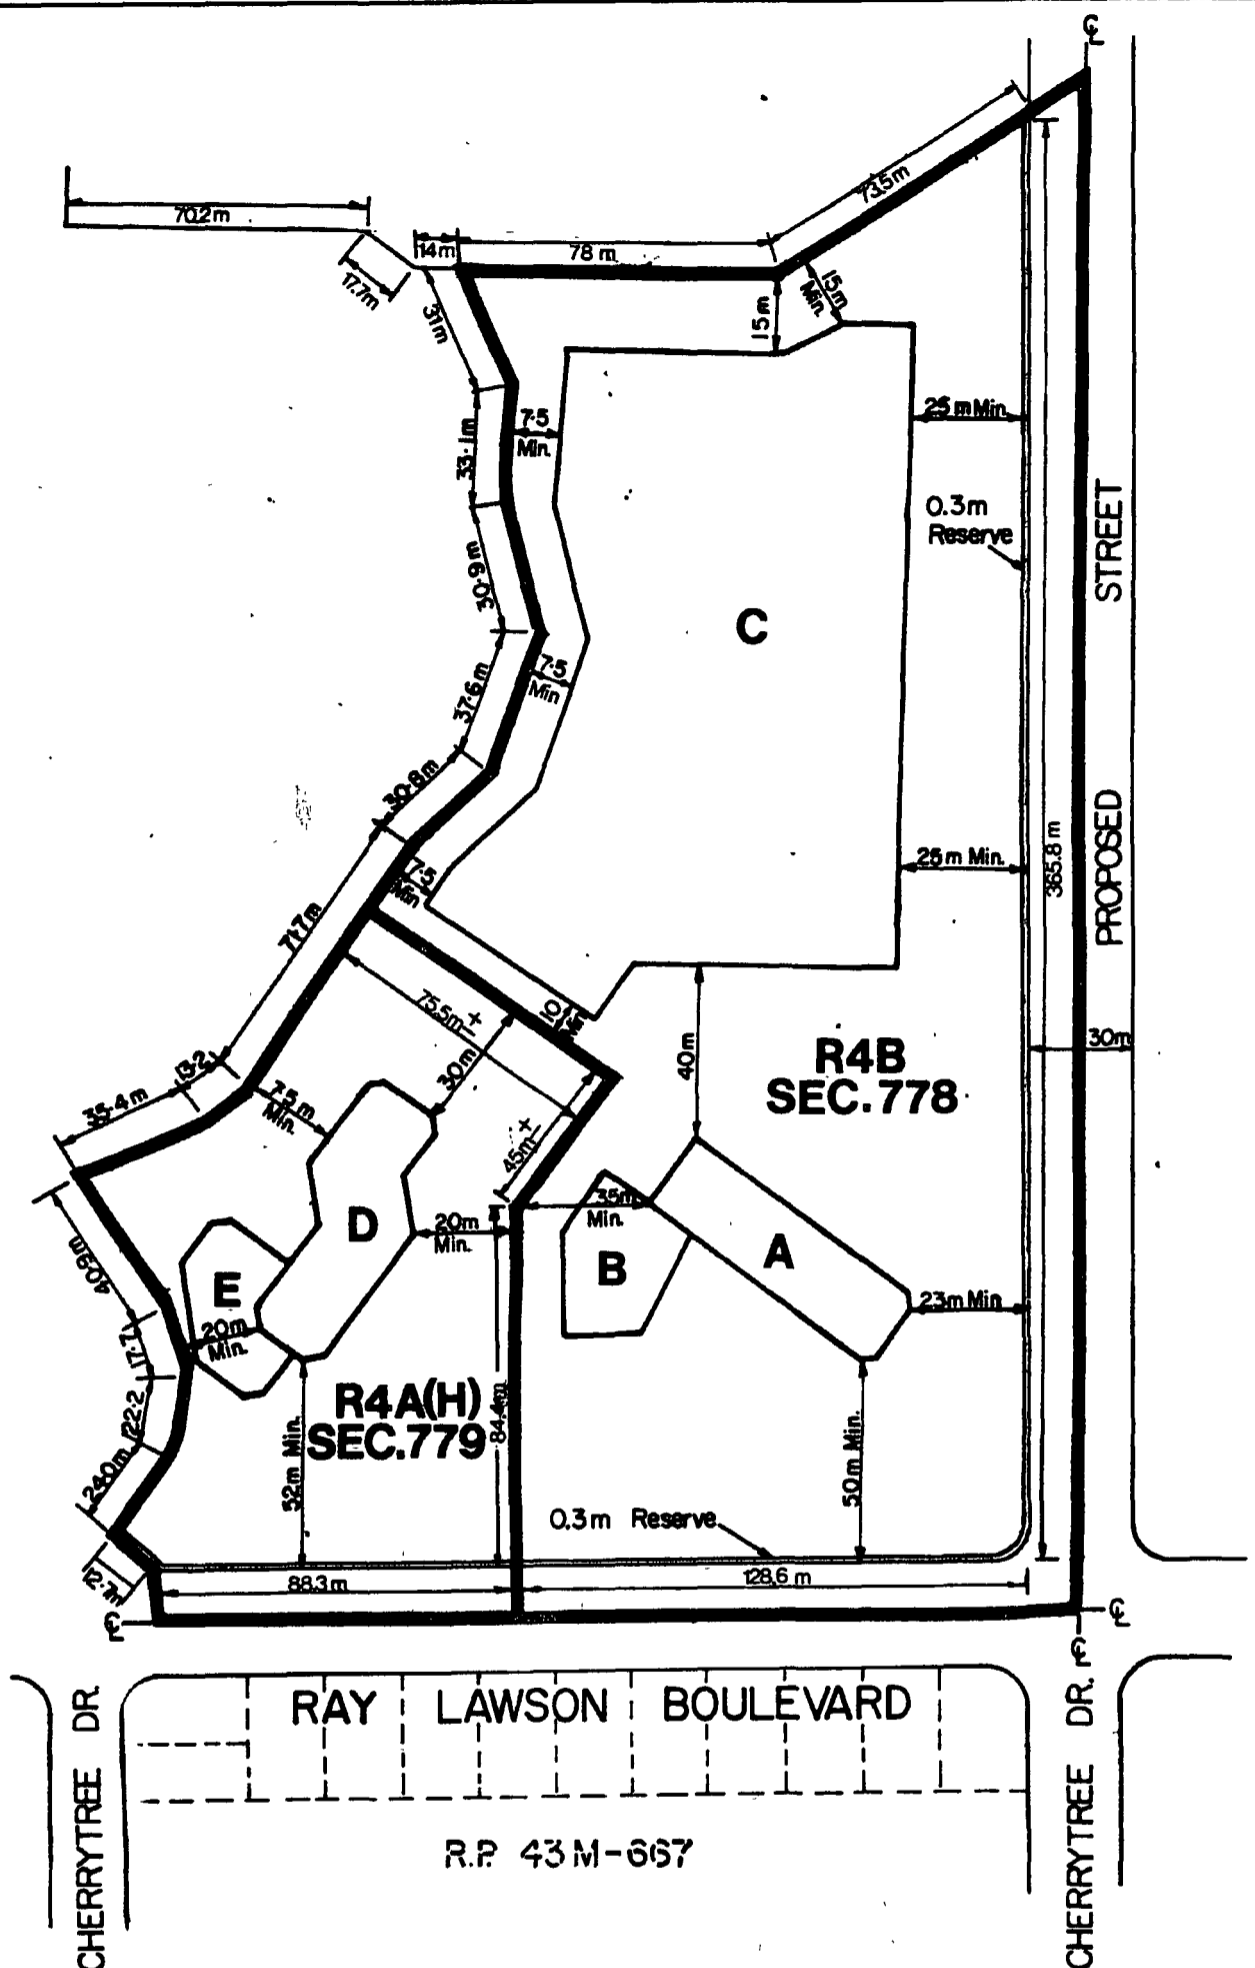 ℄
73.5m
70.2m
14m
78 m
17.7m
31m
15m
15m
Min.
7.5
Min.
25m Min.
33.1m
0.3m
Reserve
STREET
30.9m
C
7.5
Min
37.6m
30.8m
7.5
Min
25m Min.
365.8 m
PROPOSED
71.7m
75.5m±
10
Min
30m
40m
R4B
SEC.778
30m
13.2
35.4m
7.5m
Min.
45m±
35m
Min.
D
20m
Min.
B
A
40.9m
E
20m
Min.
23m Min.
17.7
R4A(H)
SEC.779
84.4m
22.2
52m Min.
50m Min.
24.0m
0.3m Reserve
12.7m
88.3m
128.6 m
℄
℄
℄
RAY LAWSON BOULEVARD
CHERRYTREE DR.
CHERRYTREE DR.
R.P. 43M-667